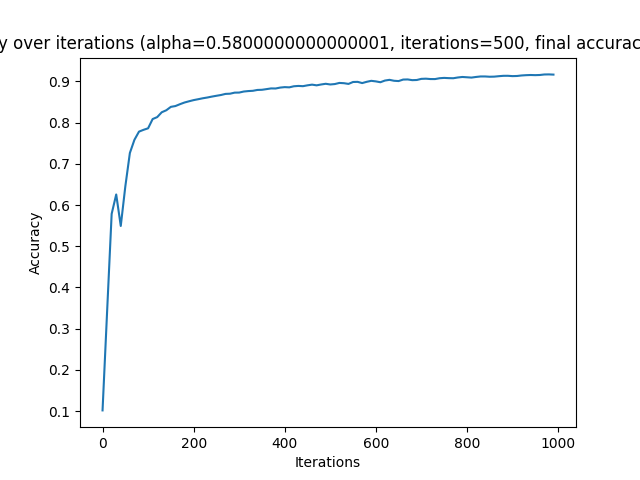 y over iterations (alpha=0.5800000000000001, iterations=500, final accurac
0.9
0.8
0.7
0.6
0.5
0.4
0.3
0.2
0.1
Accuracy
0 200 400 600 800 1000
Iterations